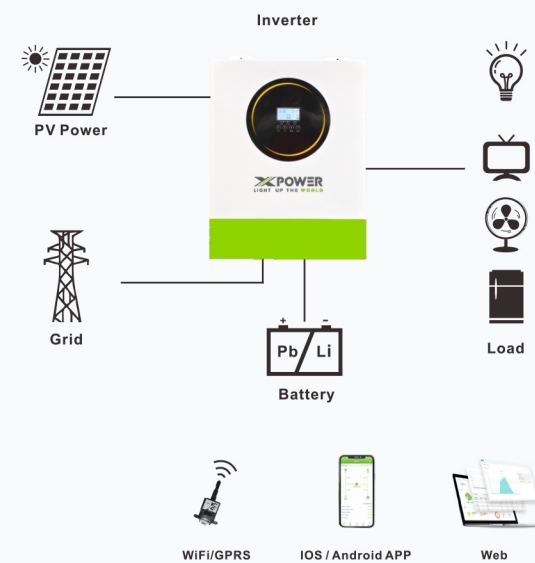 Inverter
PV Power
XPOWER
LIGHT UP THE WORLD
Grid
+ -
Pb/Li
Battery
Load
WiFi/GPRS
IOS / Android APP
Web